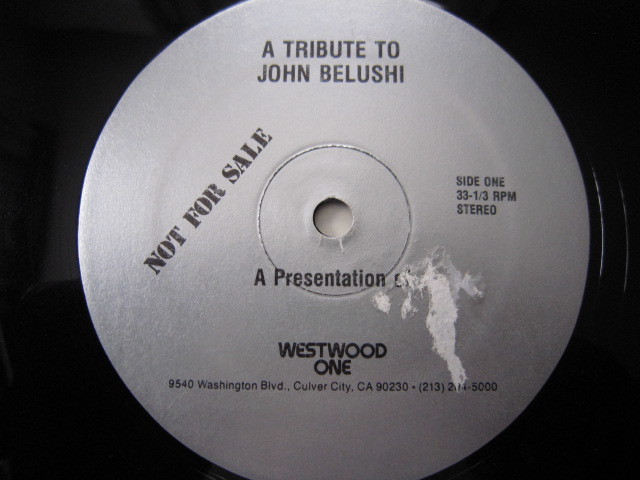 A TRIBUTE TO
JOHN BELUSHI
NOT FOR SALE
SIDE ONE
33-1/3 RPM
STEREO
A Presentation
WESTWOOD
ONE
9540 Washington Blvd., Culver City, CA 90230 • (213) -5000